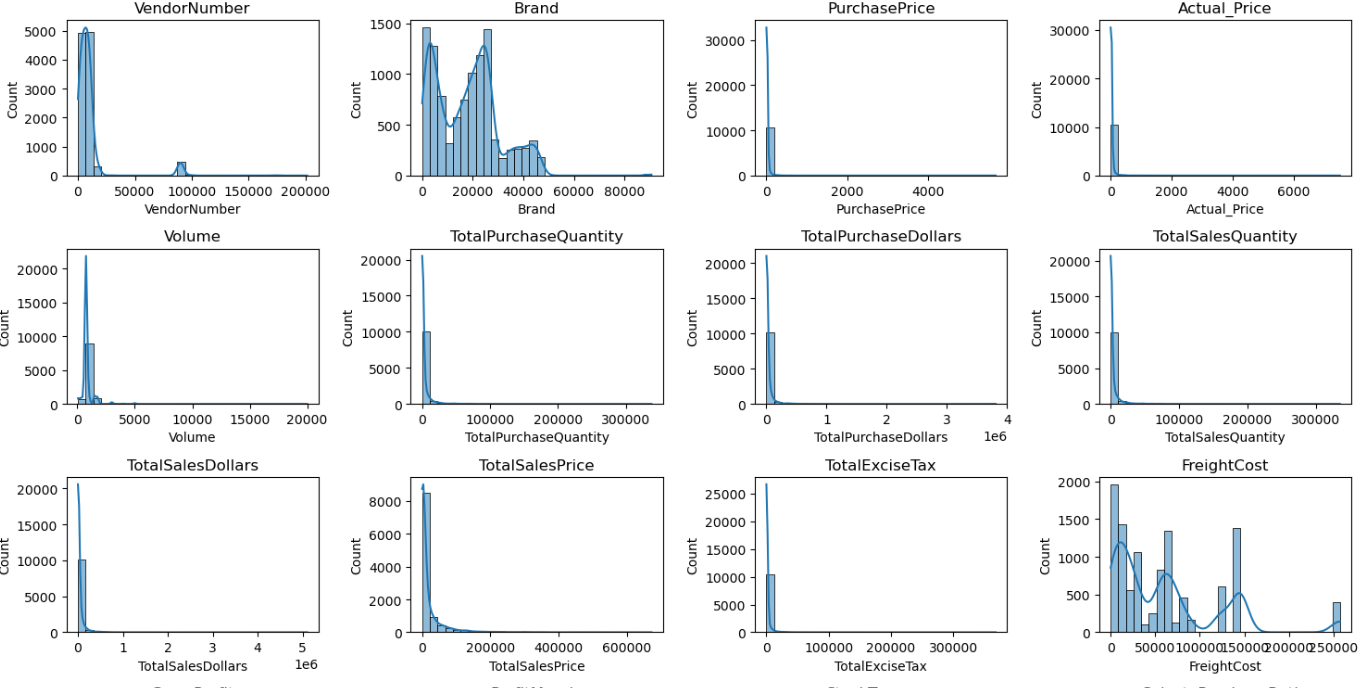 VendorNumber
Brand
PurchasePrice
Actual_Price
5000
4000
3000
2000
1000
0
Count
0 50000 100000 150000 200000
VendorNumber
1500
1000
500
0
Count
0 20000 40000 60000 80000
Brand
30000
20000
10000
0
Count
0 2000 4000
PurchasePrice
30000
20000
10000
0
Count
0 2000 4000 6000
Actual_Price
Volume
TotalPurchaseQuantity
TotalPurchaseDollars
TotalSalesQuantity
20000
15000
10000
5000
0
Count
0 5000 10000 15000 20000
Volume
20000
15000
10000
5000
0
Count
0 100000 200000 300000
TotalPurchaseQuantity
20000
15000
10000
5000
0
Count
0 1 2 3 4
1e6
TotalPurchaseDollars
20000
15000
10000
5000
0
Count
0 100000 200000 300000
TotalSalesQuantity
TotalSalesDollars
TotalSalesPrice
TotalExciseTax
FreightCost
20000
15000
10000
5000
0
Count
0 1 2 3 4 5
1e6
TotalSalesDollars
8000
6000
4000
2000
0
Count
0 200000 400000 600000
TotalSalesPrice
25000
20000
15000
10000
5000
0
Count
0 100000 200000 300000
TotalExciseTax
2000
1500
1000
500
0
Count
0 50000 100000 150000 200000 250000
FreightCost